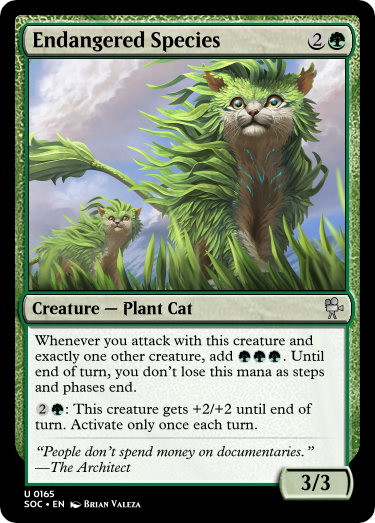 Endangered Species 2
Creature — Plant Cat
Whenever you attack with this creature and
exactly one other creature, add . Until
end of turn, you don't lose this mana as steps
and phases end.
2 : This creature gets +2/+2 until end of
turn. Activate only once each turn.
“People don't spend money on documentaries.”
—The Architect
3/3
U 0165
SOC • EN Brian Valeza